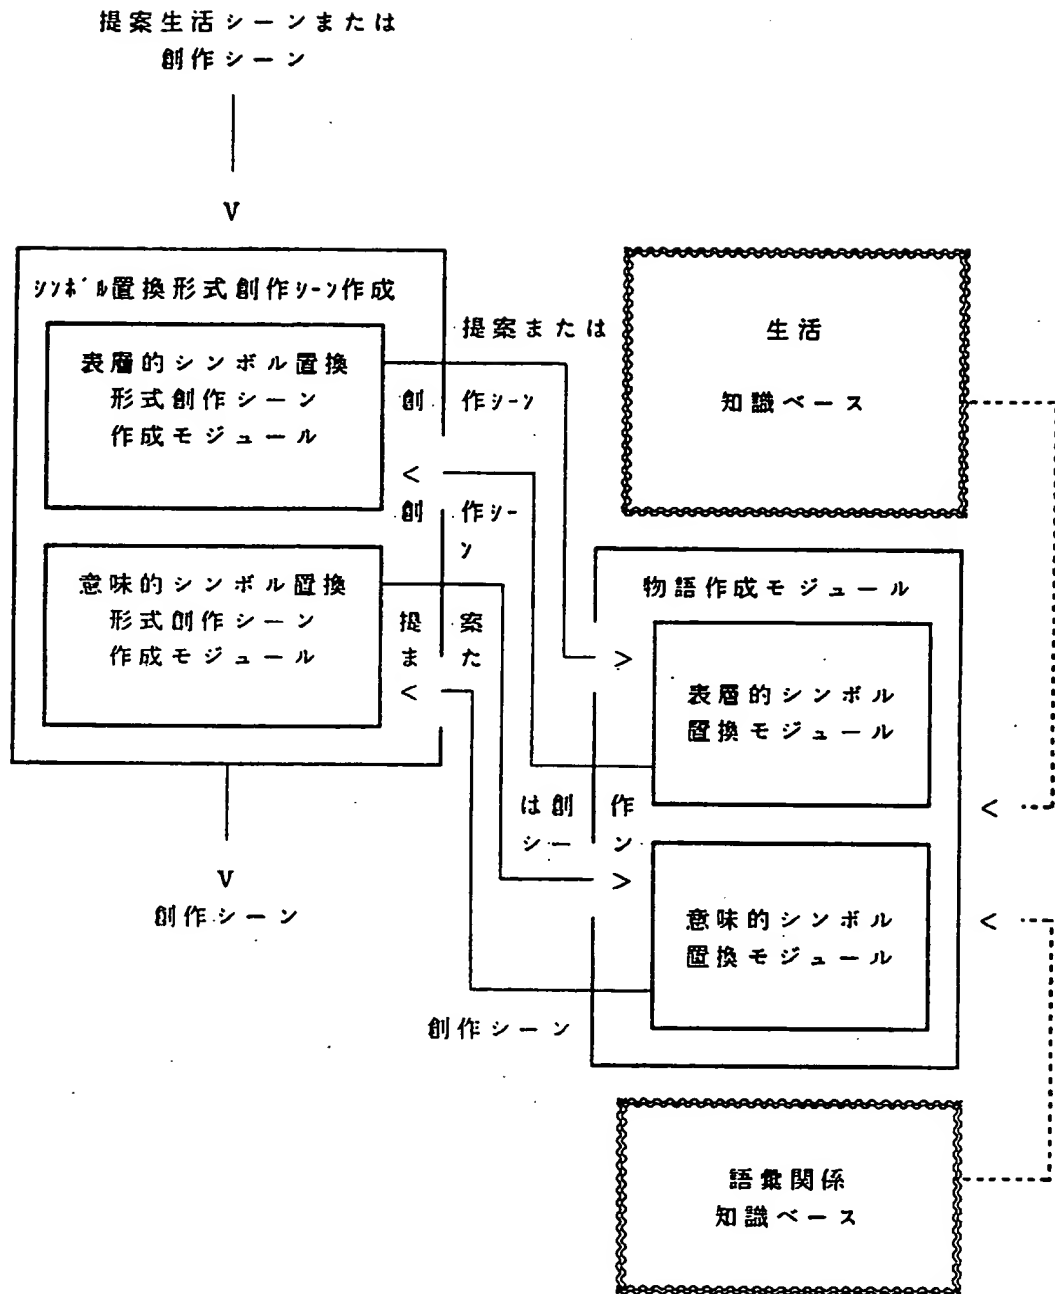 提案生活シーンまたは
創作シーン
V
シンボル置換形式創作シーン作成
表層的シンボル置換
形式創作シーン
作成モジュール
意味的シンボル置換
形式創作シーン
作成モジュール
V
創作シーン
提案または
創作シーン
<
創作シー
ン
提案
また
<
は創作
シーン
>
>
創作シーン
生活
知識ベース
物語作成モジュール
表層的シンボル
置換モジュール
意味的シンボル
置換モジュール
<
<
語彙関係
知識ベース